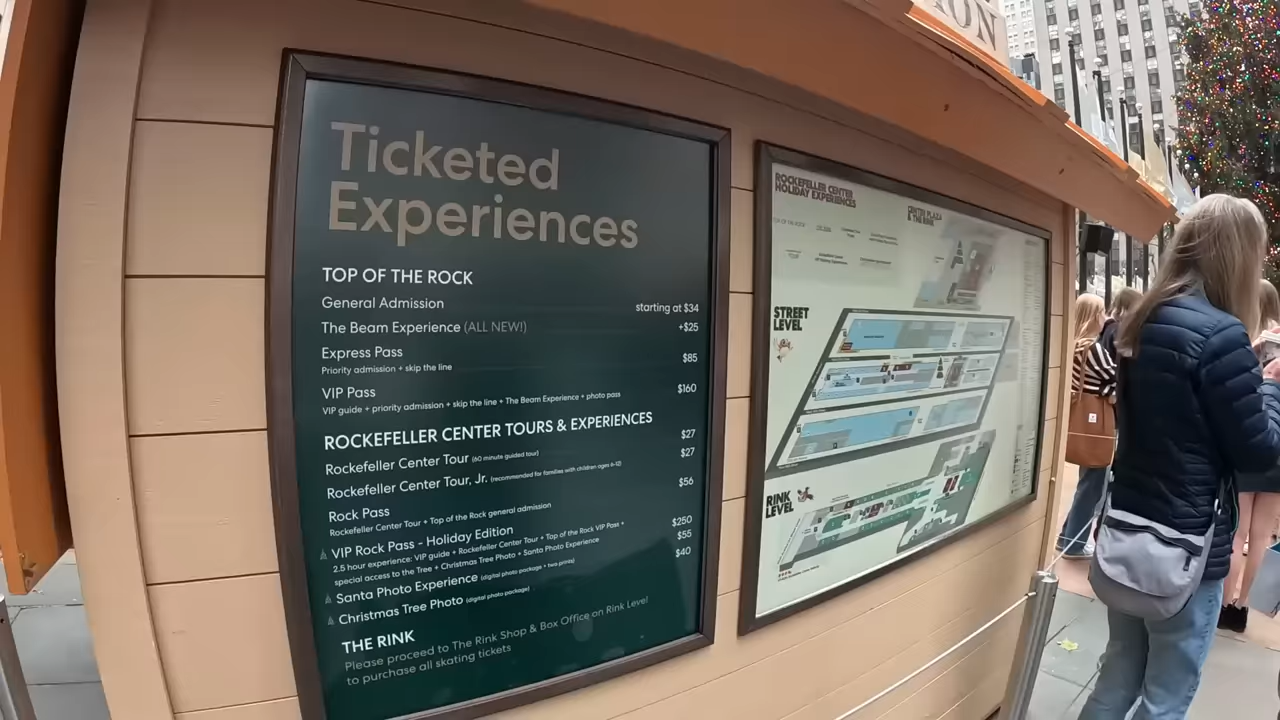 ION
Ticketed
Experiences
TOP OF THE ROCK
General Admission starting at $34
The Beam Experience (ALL NEW!) +$25
Express Pass $85
Priority admission + skip the line
VIP Pass $160
VIP guide + priority admission + skip the line + The Beam Experience + photo pass
ROCKEFELLER CENTER TOURS & EXPERIENCES
Rockefeller Center Tour (60 minute guided tour) $27
Rockefeller Center Tour, Jr. (recommended for families with children ages 6-12) $27
Rock Pass $56
Rockefeller Center Tour + Top of the Rock general admission
VIP Rock Pass - Holiday Edition $250
2.5 hour experience: VIP guide + Rockefeller Center Tour + Top of the Rock VIP Pass +
special access to the Tree + Christmas Tree Photo + Santa Photo Experience
Santa Photo Experience (digital photo package + two prints) $55
Christmas Tree Photo (digital photo package) $40
THE RINK
Please proceed to The Rink Shop & Box Office on Rink Level
to purchase all skating tickets
ROCKEFELLER CENTER
HOLIDAY EXPERIENCES
CENTER PLAZA
& THE RINK
STREET
LEVEL
RINK
LEVEL